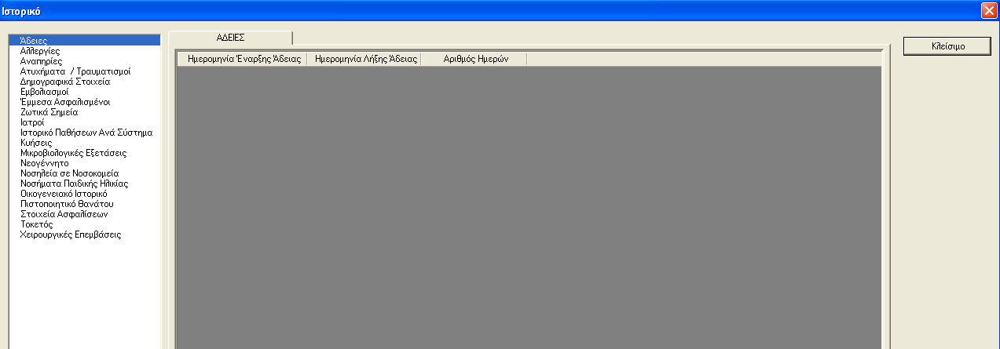 Ιστορικό
Άδειες
Αλλεργίες
Αναπηρίες
Ατυχήματα / Τραυματισμοί
Δημογραφικά Στοιχεία
Εμβολιασμοί
Έμμεσα Ασφαλισμένοι
Ζωτικά Σημεία
Ιατροί
Ιστορικό Παθήσεων Ανά Σύστημα
Κυήσεις
Μικροβιολογικές Εξετάσεις
Νεογέννητο
Νοσηλεία σε Νοσοκομεία
Νοσήματα Παιδικής Ηλικίας
Οικογενειακό Ιστορικό
Πιστοποιητικό Θανάτου
Στοιχεία Ασφαλίσεων
Τοκετός
Χειρουργικές Επεμβάσεις
ΑΔΕΙΕΣ
Ημερομηνία Έναρξης Άδειας Ημερομηνία Λήξης Άδειας Αριθμός Ημερών
Κλείσιμο